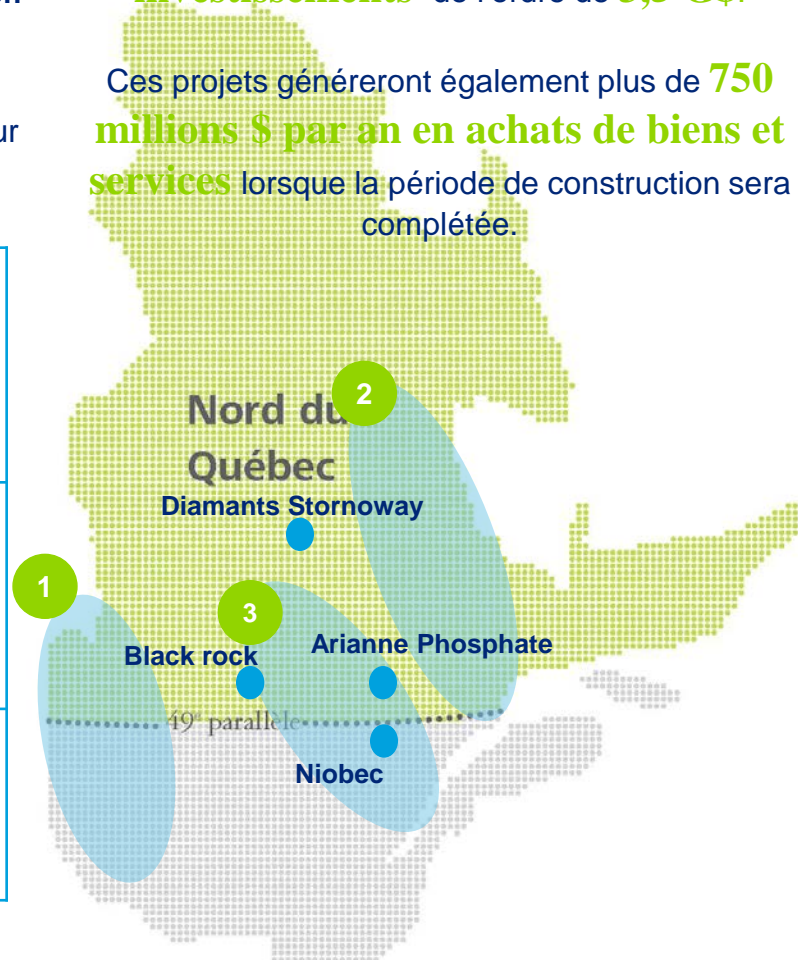 Ces projets généreront également plus de 750
millions $ par an en achats de biens et
services lorsque la période de construction sera
complétée.
2
Nord du
Québec
Diamants Stornoway
1
3
Arianne Phosphate
Black rock
49e parallèle
Niobec